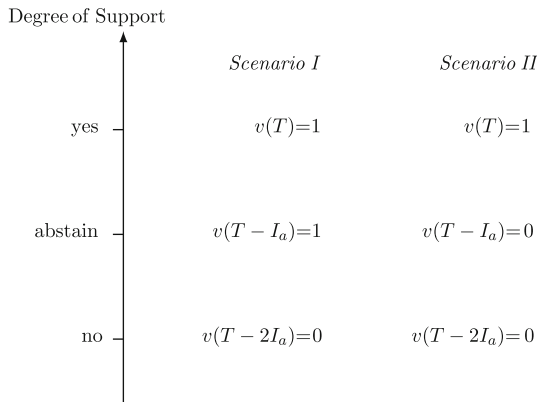 Degree of Support
Scenario I Scenario II
yes v(T)=1 v(T)=1
abstain v(T − I_a)=1 v(T − I_a)=0
no v(T − 2I_a)=0 v(T − 2I_a)=0